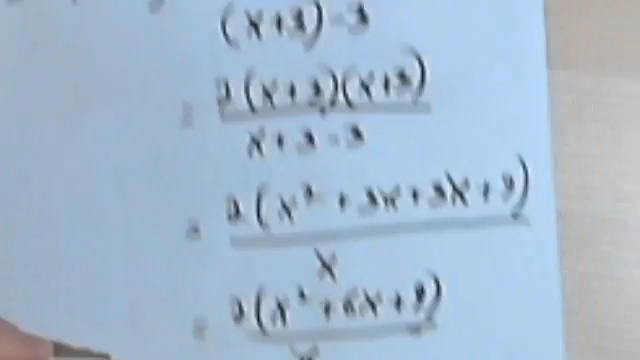 (x+3)-3
= 2(x+3)(x+3)
x+3-3
= 2(x²+3x+3x+9)
x
= 2(x²+6x+9)
x